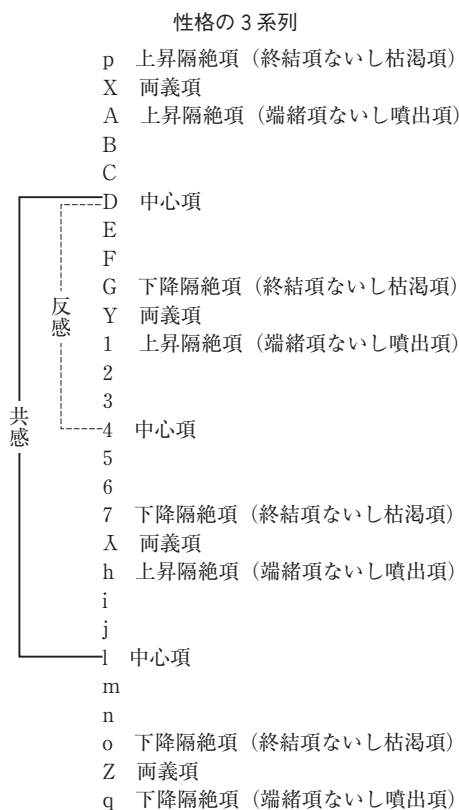 性格の3系列
p 上昇隔絶項（終結項ないし枯渇項）
X 両義項
A 上昇隔絶項（端緒項ないし噴出項）
B
C
D 中心項
E
F
G 下降隔絶項（終結項ないし枯渇項）
Y 両義項
1 上昇隔絶項（端緒項ないし噴出項）
2
3
4 中心項
5
6
7 下降隔絶項（終結項ないし枯渇項）
⅄ 両義項
h 上昇隔絶項（端緒項ないし噴出項）
i
j
l 中心項
m
n
o 下降隔絶項（終結項ないし枯渇項）
Z 両義項
q 下降隔絶項（端緒項ないし噴出項）
反感
共感